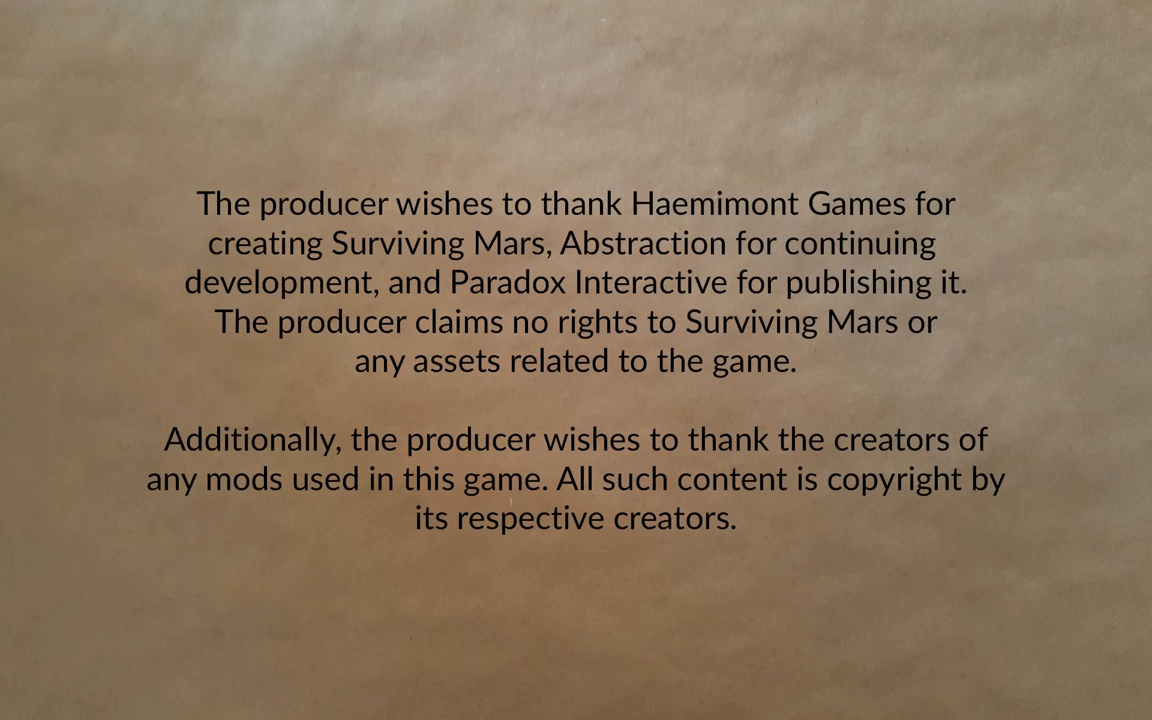 The producer wishes to thank Haemimont Games for
creating Surviving Mars, Abstraction for continuing
development, and Paradox Interactive for publishing it.
The producer claims no rights to Surviving Mars or
any assets related to the game.
Additionally, the producer wishes to thank the creators of
any mods used in this game. All such content is copyright by
its respective creators.